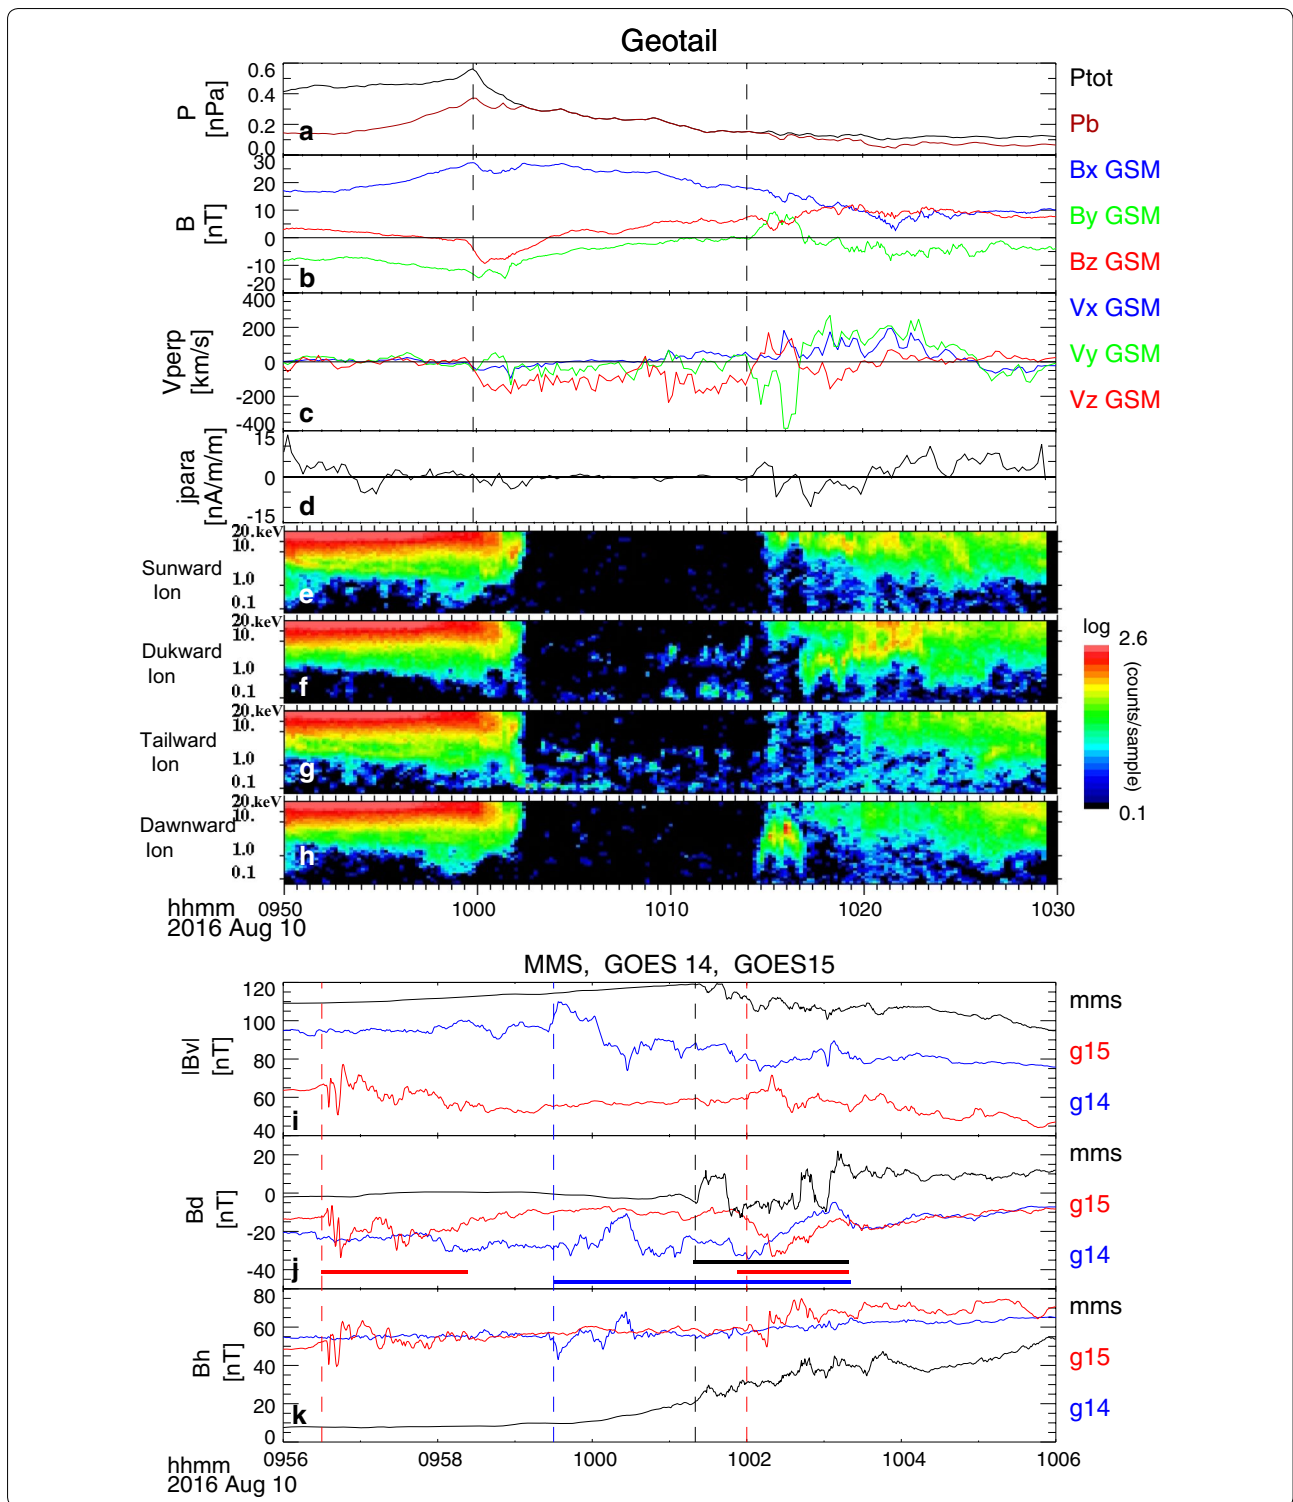 Geotail
0.6
0.4
0.2
0.0
P
[nPa]
a
Ptot
Pb
30
20
10
0
-10
-20
B
[nT]
b
Bx GSM
By GSM
Bz GSM
400
200
0
-200
-400
Vperp
[km/s]
c
Vx GSM
Vy GSM
Vz GSM
15
0
-15
jpara
[nA/m/m]
d
20.keV
10.
1.0
0.1
Sunward
Ion
e
20.keV
10.
1.0
0.1
Dukward
Ion
f
20.keV
10.
1.0
0.1
Tailward
Ion
g
20.keV
10.
1.0
0.1
Dawnward
Ion
h
log
2.6
(counts/sample)
0.1
hhmm
0950 1000 1010 1020 1030
2016 Aug 10
MMS, GOES 14, GOES15
120
100
80
60
40
|Bv|
[nT]
i
mms
g15
g14
20
0
-20
-40
Bd
[nT]
j
mms
g15
g14
80
60
40
20
0
Bh
[nT]
k
mms
g15
g14
hhmm
0956 0958 1000 1002 1004 1006
2016 Aug 10